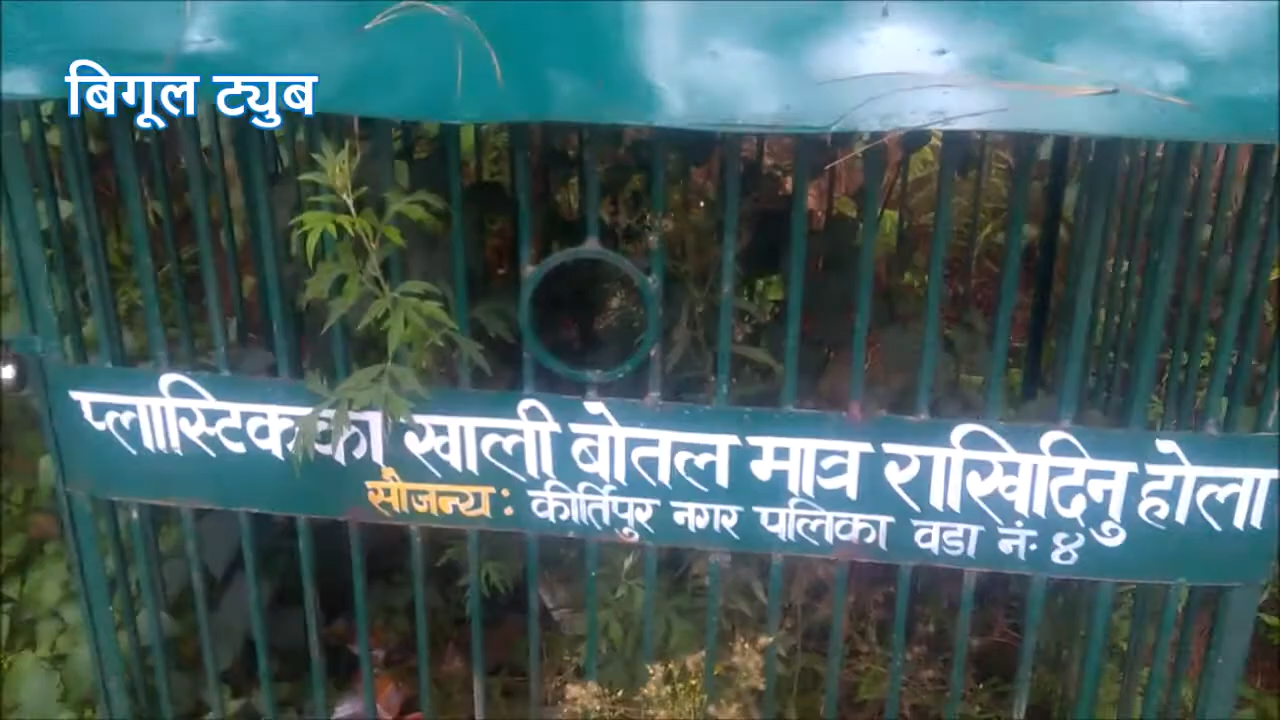 बिगूल ट्युब
प्लास्टिकका खाली बोतल मात्र राखिदिनु होला
सौजन्य : कीर्तिपुर नगर पलिका वडा नं. ४